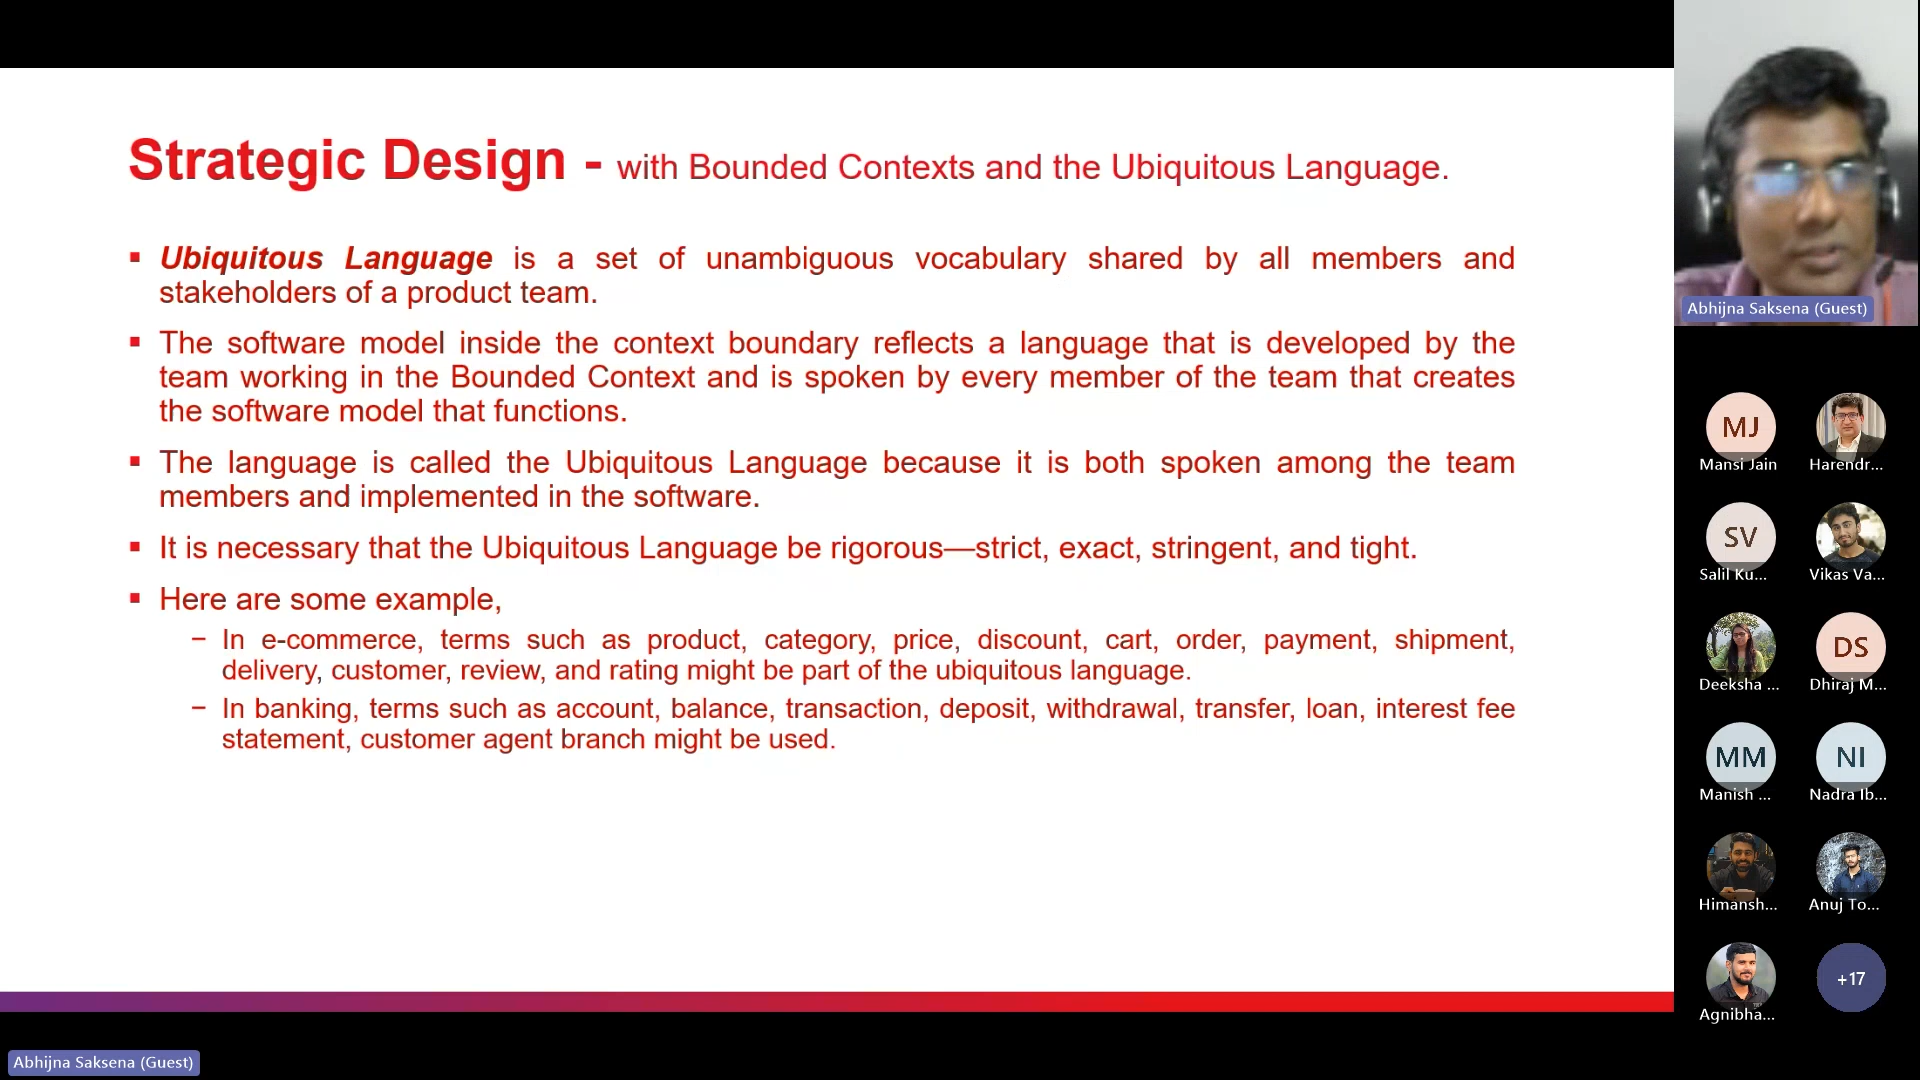 Strategic Design - with Bounded Contexts and the Ubiquitous Language.
▪ Ubiquitous Language is a set of unambiguous vocabulary shared by all members and
stakeholders of a product team.
▪ The software model inside the context boundary reflects a language that is developed by the
team working in the Bounded Context and is spoken by every member of the team that creates
the software model that functions.
▪ The language is called the Ubiquitous Language because it is both spoken among the team
members and implemented in the software.
▪ It is necessary that the Ubiquitous Language be rigorous—strict, exact, stringent, and tight.
▪ Here are some example,
− In e-commerce, terms such as product, category, price, discount, cart, order, payment, shipment,
delivery, customer, review, and rating might be part of the ubiquitous language.
− In banking, terms such as account, balance, transaction, deposit, withdrawal, transfer, loan, interest fee
statement, customer agent branch might be used.
Abhijna Saksena (Guest)
MJ
Mansi Jain
Harendr...
SV
Salil Ku...
Vikas Va...
Deeksha ...
DS
Dhiraj M...
MM
Manish ...
NI
Nadra Ib...
Himansh...
Anuj To...
Agnibha...
+17
Abhijna Saksena (Guest)